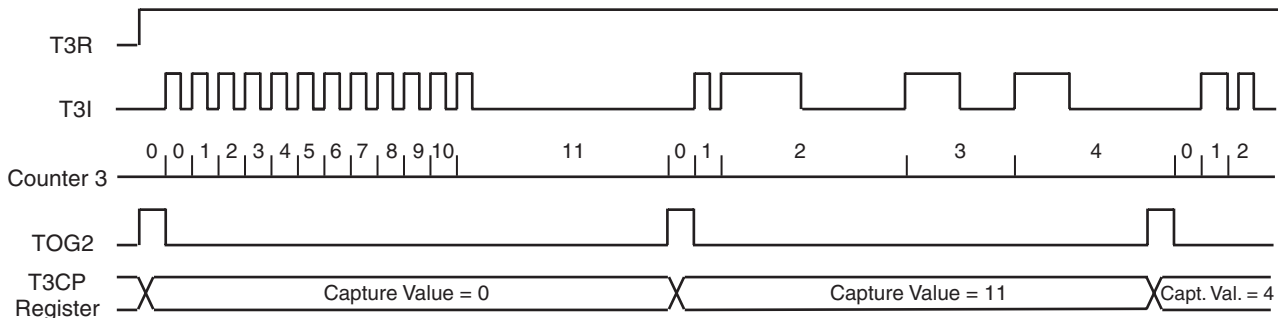 T3R
T3I
0 0 1 2 3 4 5 6 7 8 9 10 11 0 1 2 3 4 0 1 2
Counter 3
TOG2
T3CP
Register
Capture Value = 0 Capture Value = 11 Capt. Val. = 4